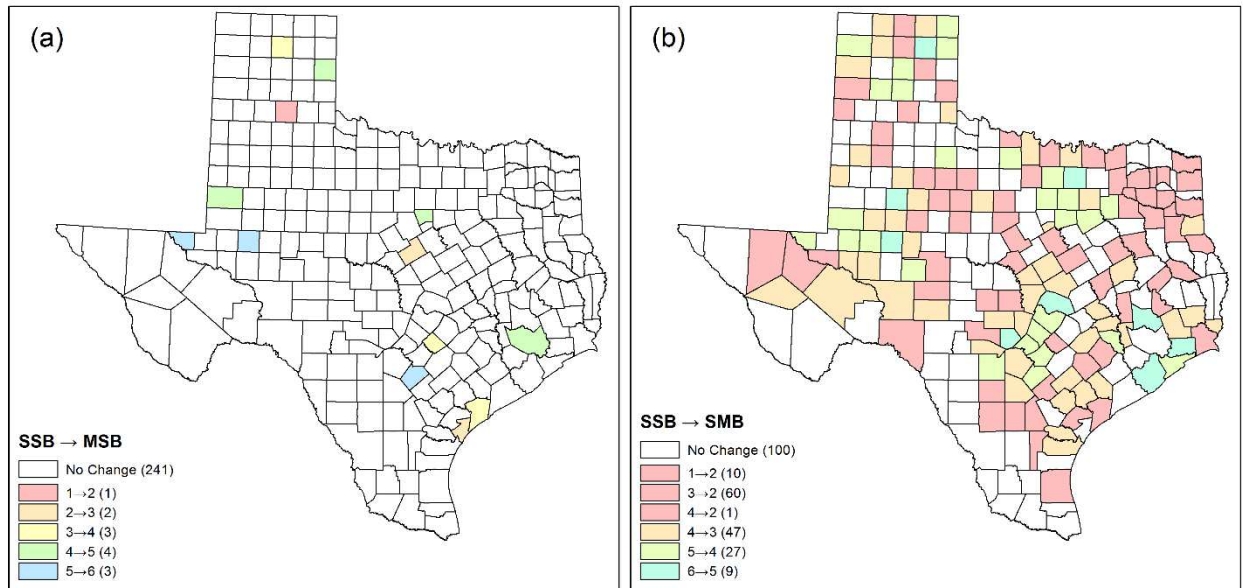 (a)
SSB → MSB
No Change (241)
1→2 (1)
2→3 (2)
3→4 (3)
4→5 (4)
5→6 (3)
(b)
SSB → SMB
No Change (100)
1→2 (10)
3→2 (60)
4→2 (1)
4→3 (47)
5→4 (27)
6→5 (9)